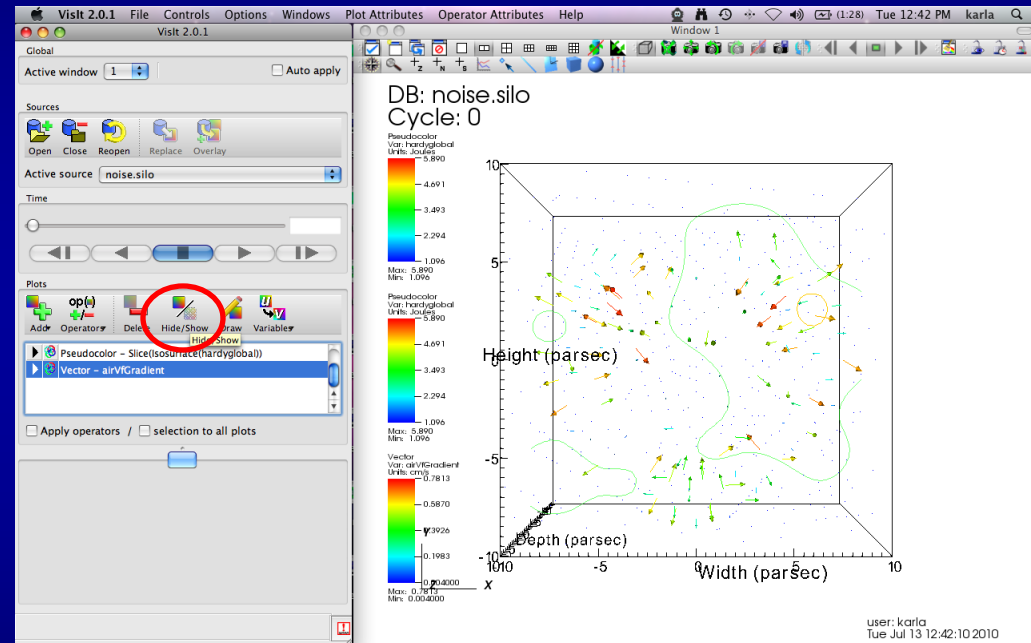 VisIt 2.0.1 File Controls Options Windows Plot Attributes Operator Attributes Help (1:28) Tue 12:42 PM karla
VisIt 2.0.1
Global
Active window 1 Auto apply
Sources
Open Close Reopen Replace Overlay
Active source noise.silo
Time
Plots
op(u)
Add Operators Delete Hide/Show Draw Variables
Hide/Show
Pseudocolor - Slice(Isosurface(hardyglobal))
Vector - airVfGradient
Apply operators / selection to all plots
Window 1
DB: noise.silo
Cycle: 0
Pseudocolor
Var: hardyglobal
Units: Joules
5.890
4.691
3.493
2.294
1.096
Max: 5.890
Min: 1.096
Pseudocolor
Var: hardyglobal
Units: Joules
5.890
4.691
3.493
2.294
1.096
Max: 5.890
Min: 1.096
Vector
Var: airVfGradient
Units: cm/s
0.7813
0.5870
0.3926
0.1983
0.004000
Max: 0.7813
Min: 0.004000
Y
Z
X
10
5
0
-5
-10
Height (parsec)
Depth (parsec)
-5
0
5
10
Width (parsec)
user: karla
Tue Jul 13 12:42:10 2010